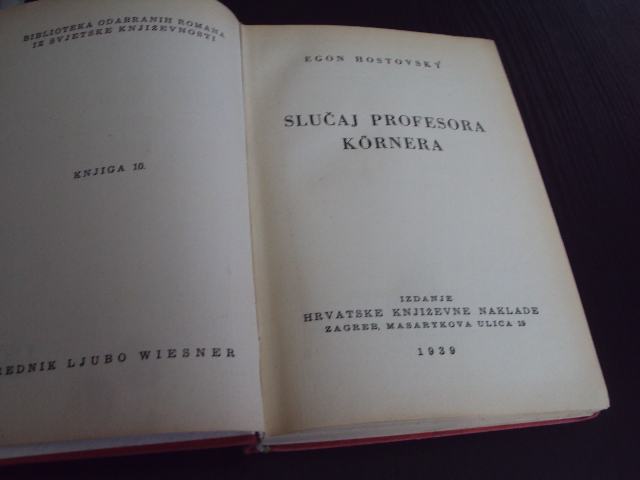 BIBLIOTEKA ODABRANIH ROMANA
IZ SVJETSKE KNJIŽEVNOSTI
KNJIGA 10.
REDNIK LJUBO WIESNER
EGON HOSTOVSKÝ
SLUČAJ PROFESORA
KÖRNERA
IZDANJE
HRVATSKE KNJIŽEVNE NAKLADE
ZAGREB, MASARYKOVA ULICA 19
1939